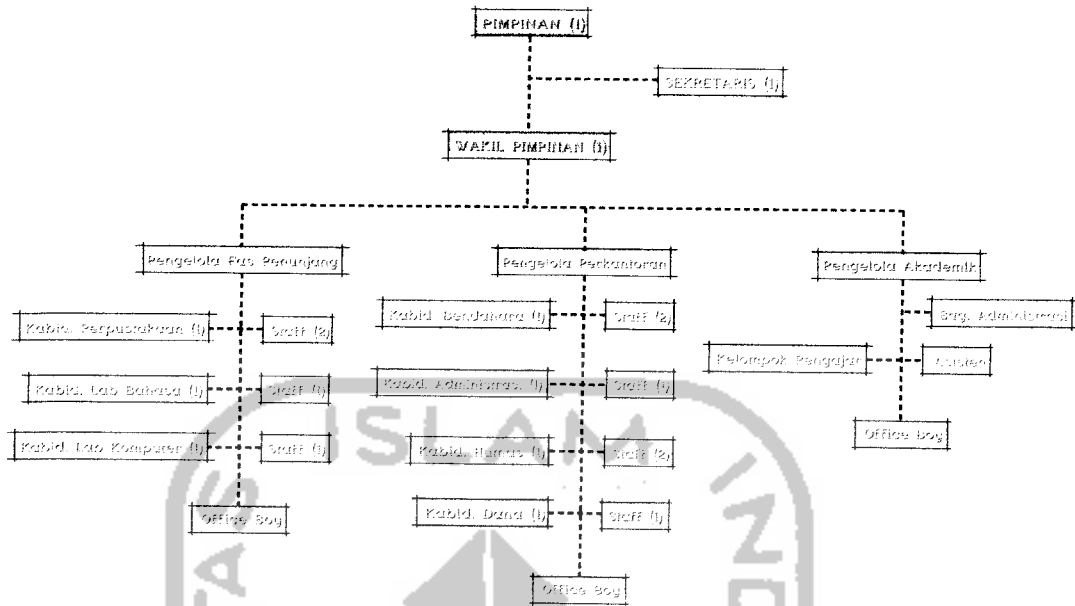 PIMPINAN (1)
SEKRETARIS (1)
WAKIL PIMPINAN (1)
Pengelola Fas Penunjang
Pengelola Perkantoran
Pengelola Akademik
Kabid. Perpustakaan (1)
Staff (2)
Kabid. Bendahara (1)
Staff (2)
Bag. Administrasi
Kelompok Pengajar
Asisten
Kabid. Lab Bahasa (1)
Staff (1)
Kabid. Administras. (1)
Staff (1)
Office Boy
Kabid. Lab Komputer (1)
Staff (1)
Kabid. Humas (1)
Staff (2)
Office Boy
Kabid. Dana (1)
Staff (1)
Office Boy
ISLAM